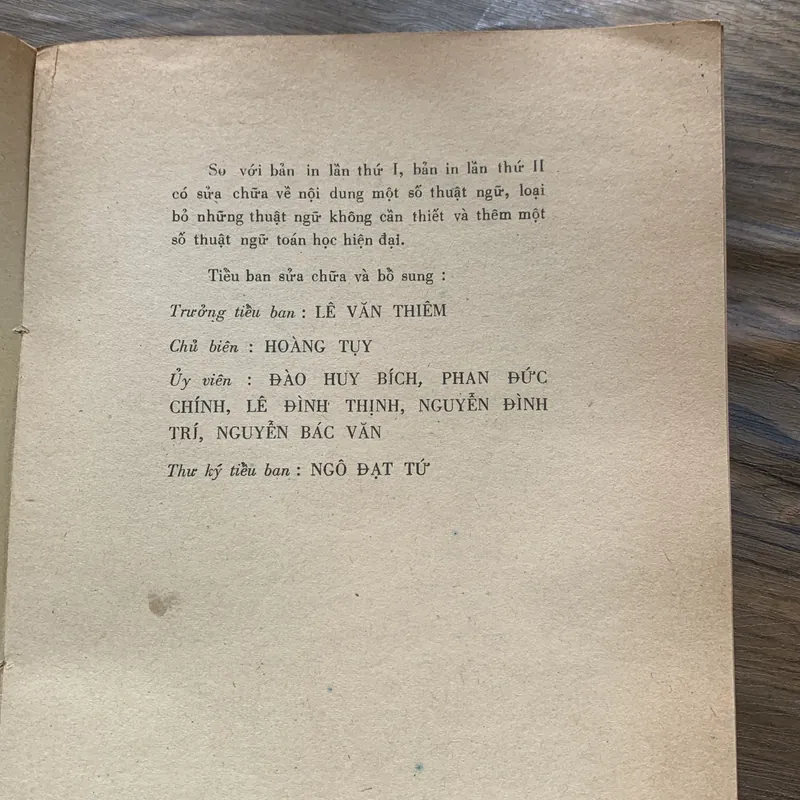 So với bản in lần thứ I, bản in lần thứ II
có sửa chữa về nội dung một số thuật ngữ, loại
bỏ những thuật ngữ không cần thiết và thêm một
số thuật ngữ toán học hiện đại.
Tiểu ban sửa chữa và bổ sung :
Trưởng tiểu ban : LÊ VĂN THIÊM
Chủ biên : HOÀNG TỤY
Ủy viên : ĐÀO HUY BÍCH, PHAN ĐỨC
CHÍNH, LÊ ĐÌNH THỊNH, NGUYỄN ĐÌNH
TRÍ, NGUYỄN BÁC VĂN
Thư ký tiểu ban : NGÔ ĐẠT TỨ